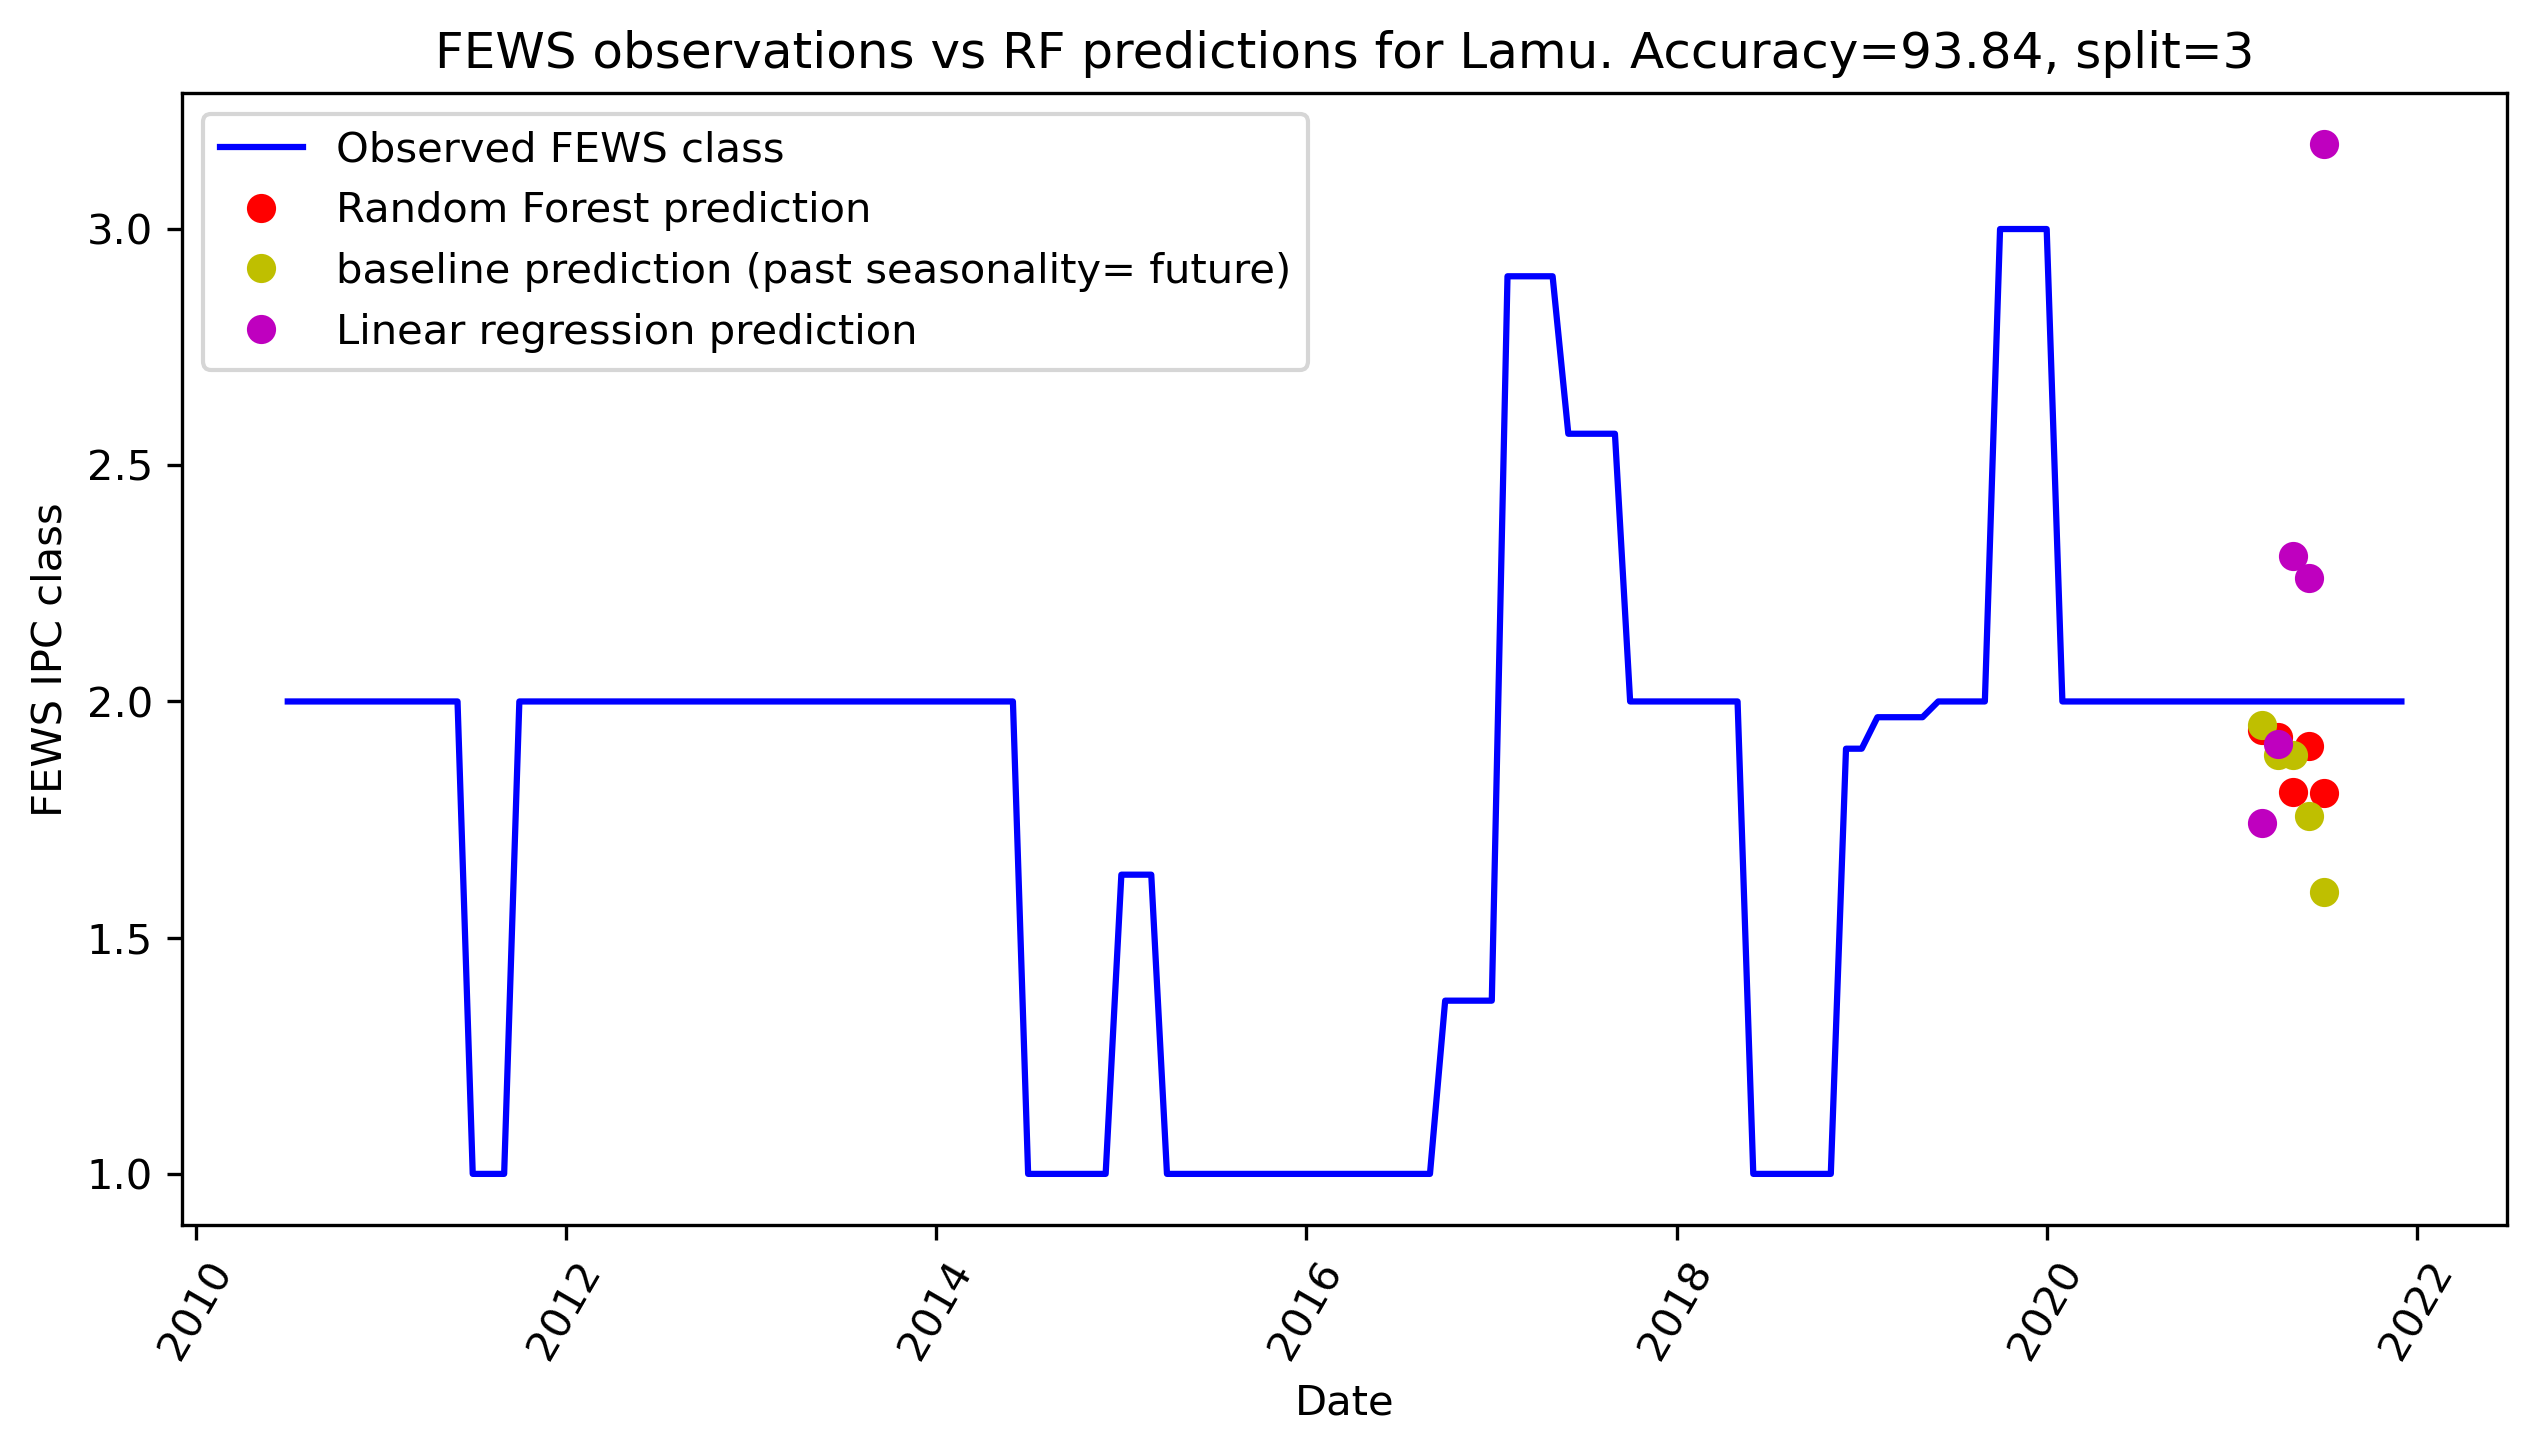 FEWS observations vs RF predictions for Lamu. Accuracy=93.84, split=3
Observed FEWS class
Random Forest prediction
baseline prediction (past seasonality= future)
Linear regression prediction
FEWS IPC class
3.0
2.5
2.0
1.5
1.0
2010
2012
2014
2016
2018
2020
2022
Date